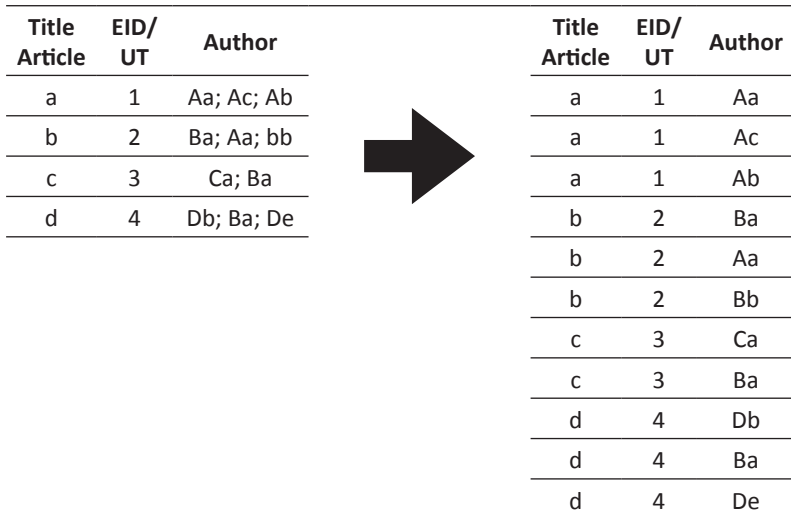 Title Article EID/ UT Author
a 1 Aa; Ac; Ab
b 2 Ba; Aa; bb
c 3 Ca; Ba
d 4 Db; Ba; De
Title Article EID/ UT Author
a 1 Aa
a 1 Ac
a 1 Ab
b 2 Ba
b 2 Aa
b 2 Bb
c 3 Ca
c 3 Ba
d 4 Db
d 4 Ba
d 4 De